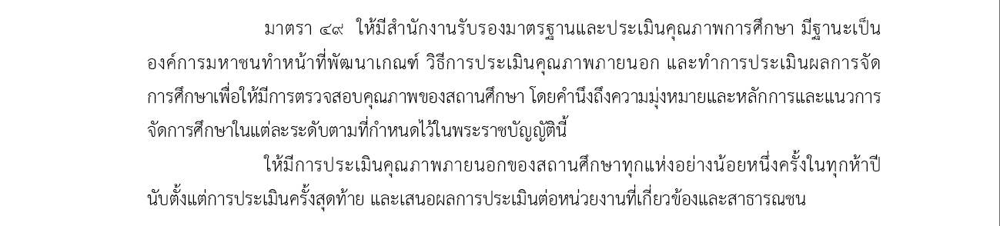 มาตรา ๔๙  ให้มีสำนักงานรับรองมาตรฐานและประเมินคุณภาพการศึกษา มีฐานะเป็น
องค์การมหาชนทำหน้าที่พัฒนาเกณฑ์ วิธีการประเมินคุณภาพภายนอก และทำการประเมินผลการจัด
การศึกษาเพื่อให้มีการตรวจสอบคุณภาพของสถานศึกษา โดยคำนึงถึงความมุ่งหมายและหลักการและแนวการ
จัดการศึกษาในแต่ละระดับตามที่กำหนดไว้ในพระราชบัญญัตินี้
ให้มีการประเมินคุณภาพภายนอกของสถานศึกษาทุกแห่งอย่างน้อยหนึ่งครั้งในทุกห้าปี
นับตั้งแต่การประเมินครั้งสุดท้าย และเสนอผลการประเมินต่อหน่วยงานที่เกี่ยวข้องและสาธารณชน